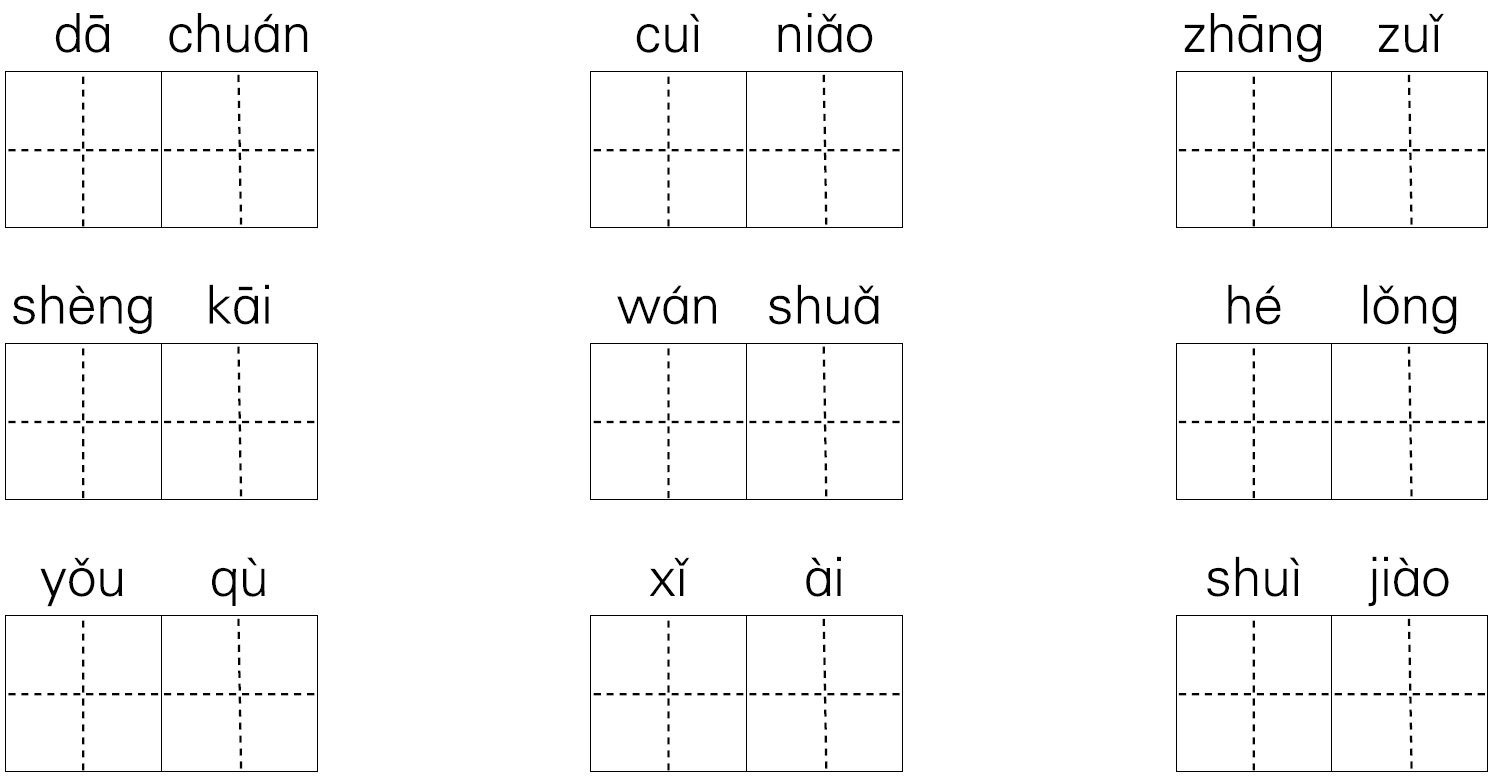 dā chuán cuì niǎo zhāng zuǐ
shèng kāi wán shuǎ hé lǒng
yǒu qù xǐ ài shuì jiào